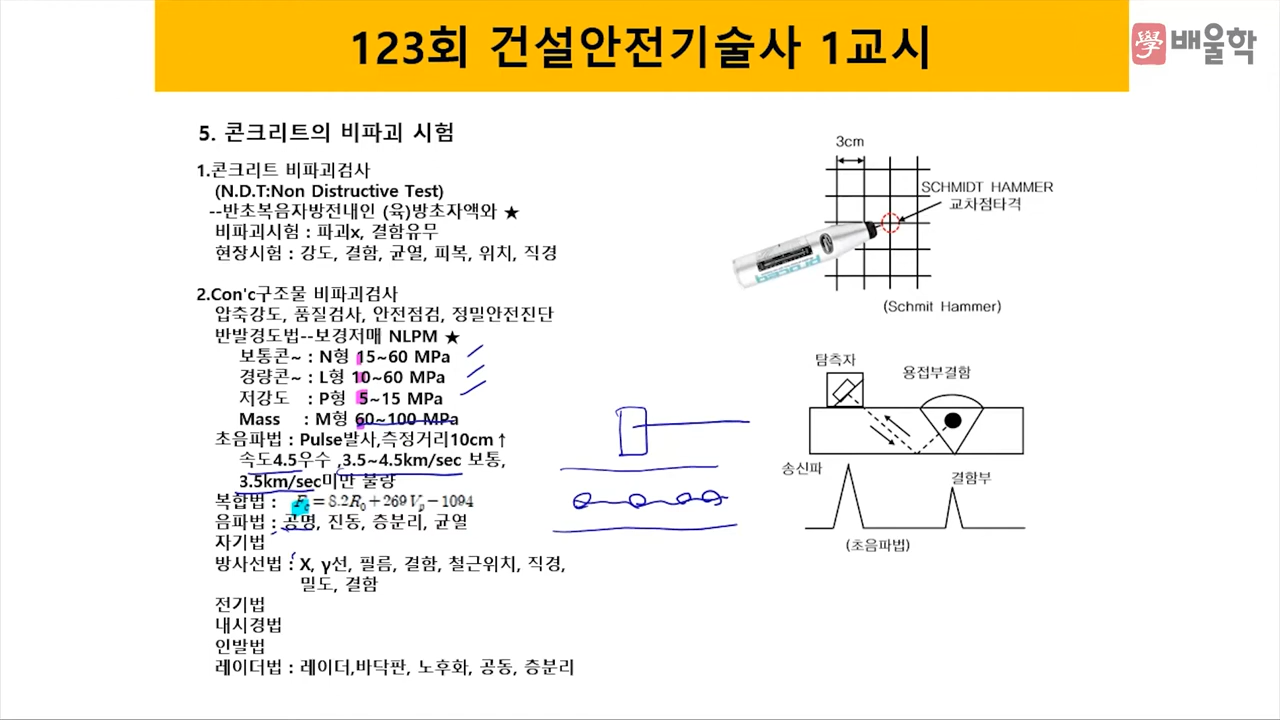 123회 건설안전기술사 1교시
學 배울학
5. 콘크리트의 비파괴 시험
1.콘크리트 비파괴검사
(N.D.T:Non Distructive Test)
--반초복음자방전내인 (육)방초자액와 ★
비파괴시험 : 파괴x, 결함유무
현장시험 : 강도, 결함, 균열, 피복, 위치, 직경
2.Con'c구조물 비파괴검사
압축강도, 품질검사, 안전점검, 정밀안전진단
반발경도법--보경저매 NLPM ★
보통콘~ : N형 15~60 MPa
경량콘~ : L형 10~60 MPa
저강도 : P형 5~15 MPa
Mass : M형 60~100 MPa
초음파법 : Pulse발사,측정거리10cm↑
속도4.5우수 ,3.5~4.5km/sec 보통,
3.5km/sec미만 불량
복합법 : Fc = 8.2R0 + 269Vp - 1094
음파법 : 공명, 진동, 층분리, 균열
자기법
방사선법 : X, γ선, 필름, 결함, 철근위치, 직경,
밀도, 결함
전기법
내시경법
인발법
레이더법 : 레이더,바닥판, 노후화, 공동, 층분리
3cm
SCHMIDT HAMMER
교차점타격
proceq
(Schmit Hammer)
탐측자
용접부결함
송신파
결함부
(초음파법)